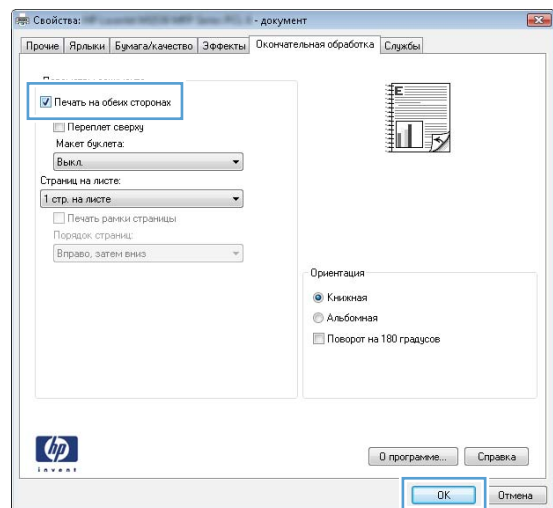 Свойства: - документ
Прочие Ярлыки Бумага/качество Эффекты Окончательная обработка Службы
Печать на обеих сторонах
Переплет сверху
Макет буклета:
Выкл.
Страниц на листе:
1 стр. на листе
Печать рамки страницы
Порядок страниц:
Вправо, затем вниз
Ориентация
Книжная
Альбомная
Поворот на 180 градусов
hp
invent
О программе... Справка
OK Отмена